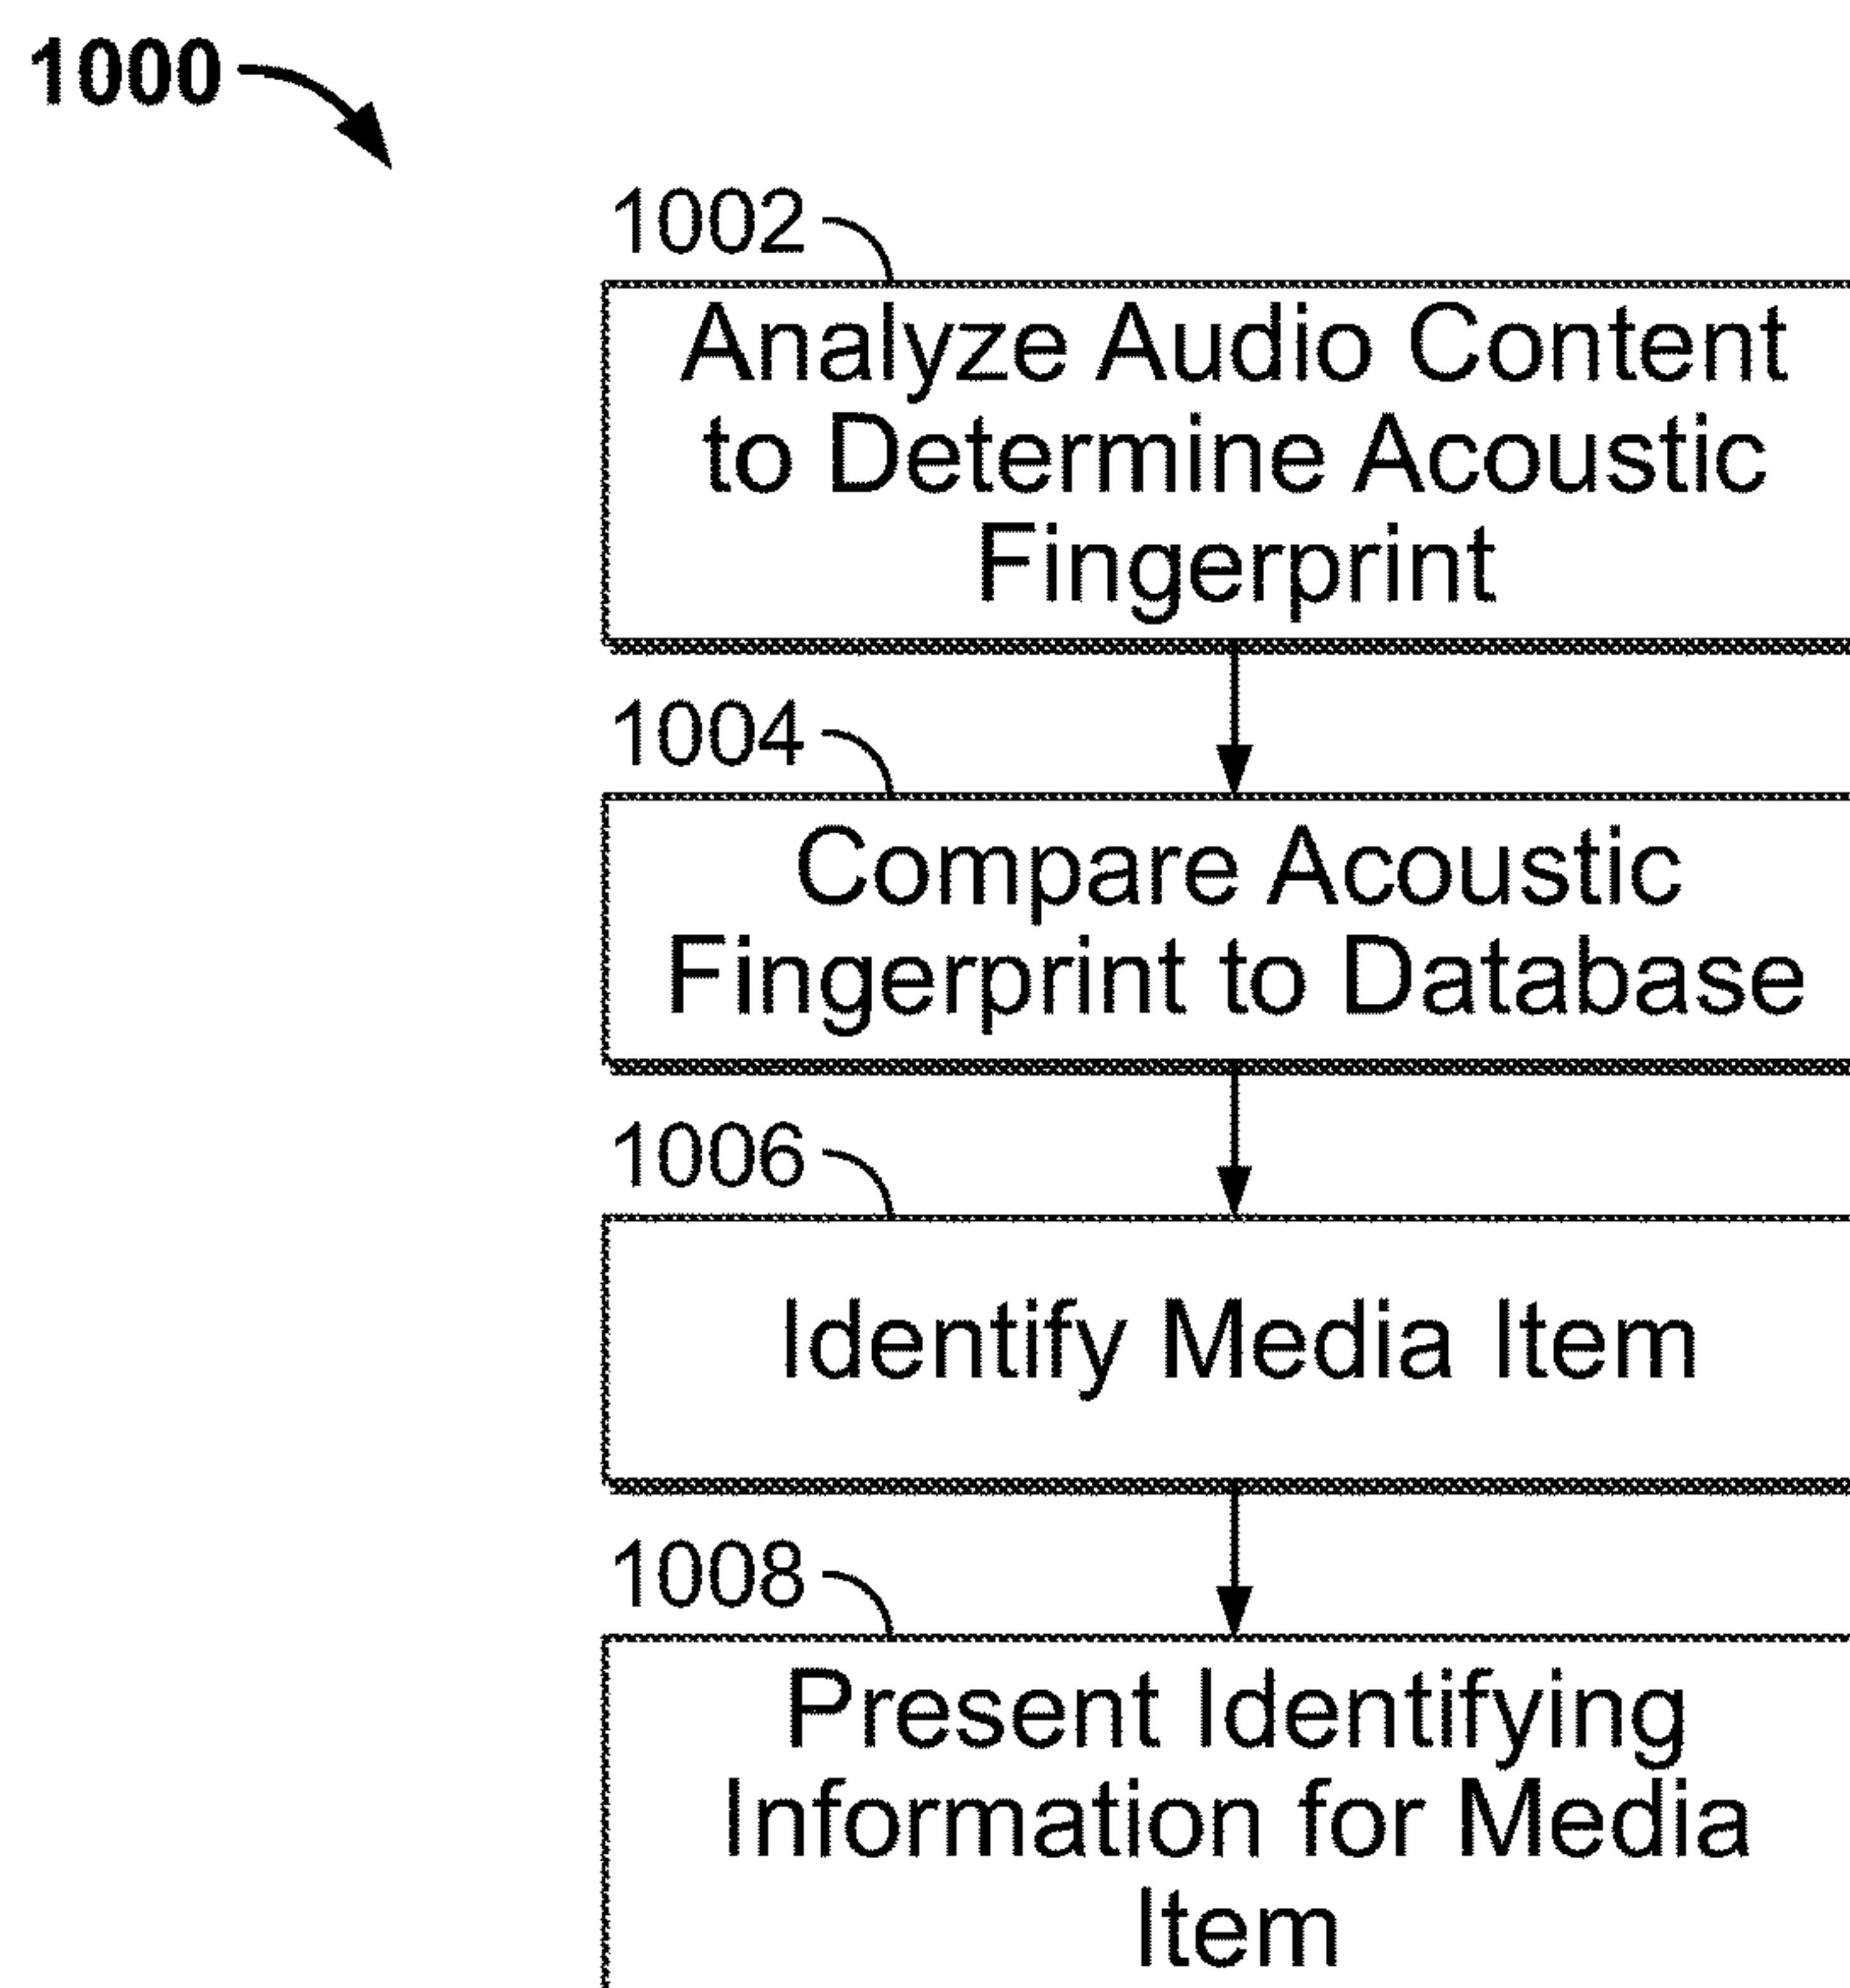 1000
1002
Analyze Audio Content
to Determine Acoustic
Fingerprint
1004
Compare Acoustic
Fingerprint to Database
1006
Identify Media Item
1008
Present Identifying
Information for Media
Item